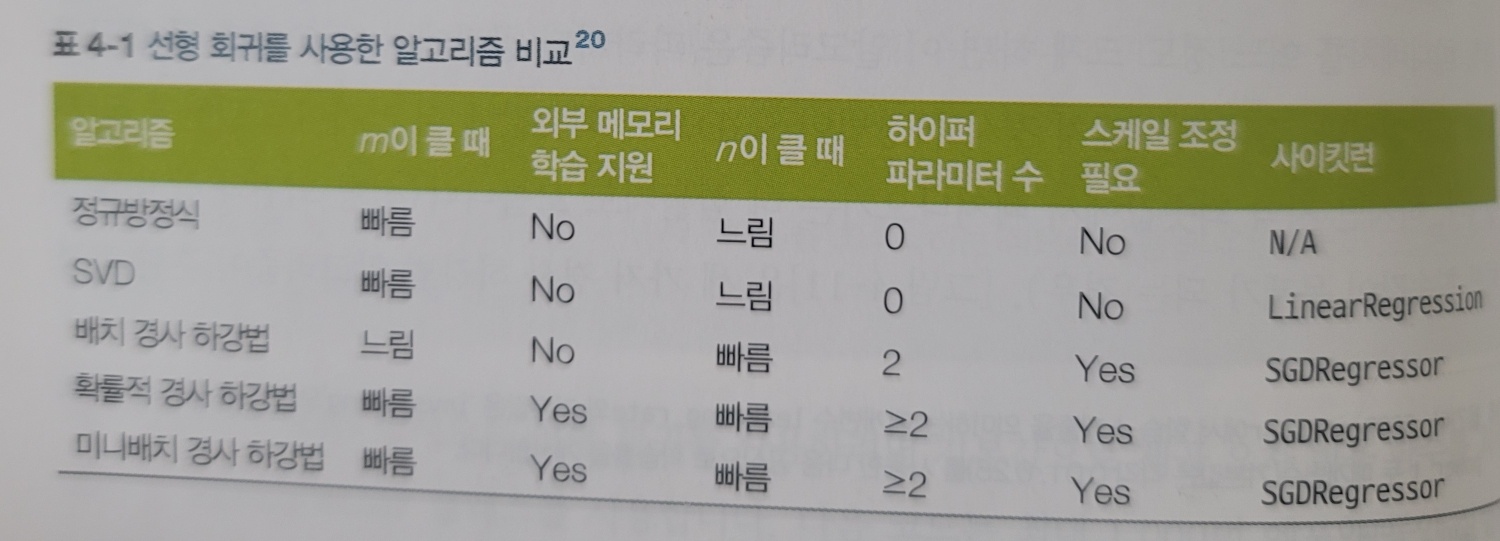 표 4-1 선형 회귀를 사용한 알고리즘 비교20
알고리즘 m이 클 때 외부 메모리 학습 지원 n이 클 때 하이퍼 파라미터 수 스케일 조정 필요 사이킷런
정규방정식 빠름 No 느림 0 No N/A
SVD 빠름 No 느림 0 No LinearRegression
배치 경사 하강법 느림 No 빠름 2 Yes SGDRegressor
확률적 경사 하강법 빠름 Yes 빠름 ≥2 Yes SGDRegressor
미니배치 경사 하강법 빠름 Yes 빠름 ≥2 Yes SGDRegressor